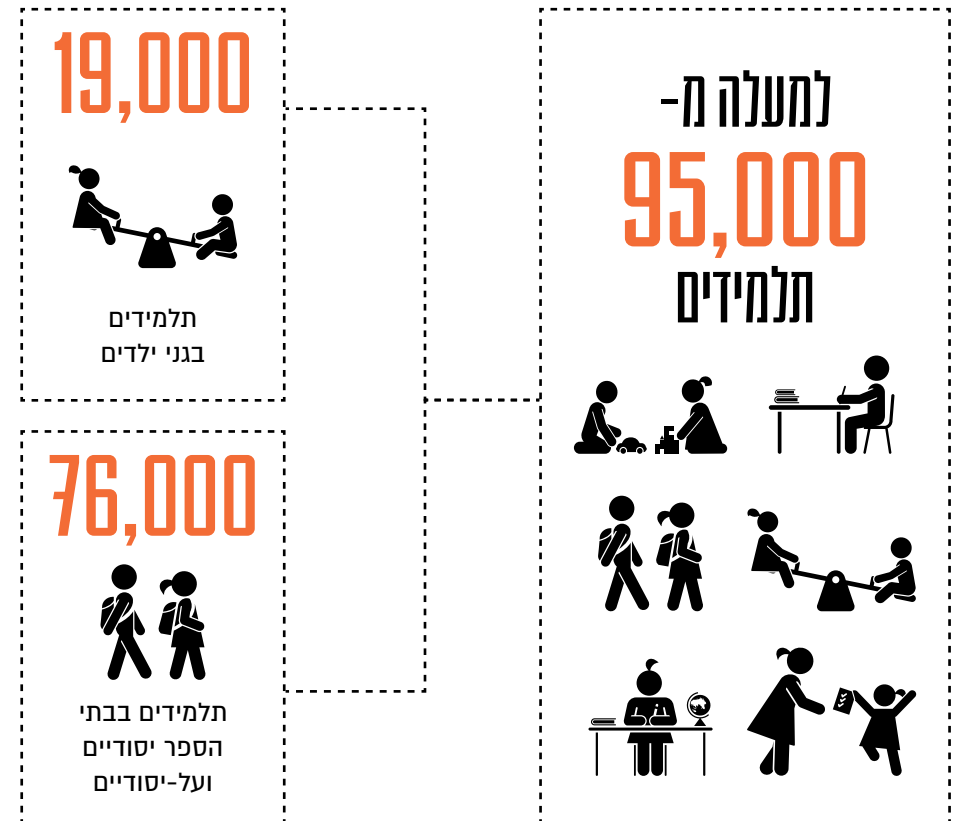 למעלה מ-
95,000
תלמידים
19,000
תלמידים
בגני ילדים
76,000
תלמידים בבתי
הספר יסודיים
ועל-יסודיים